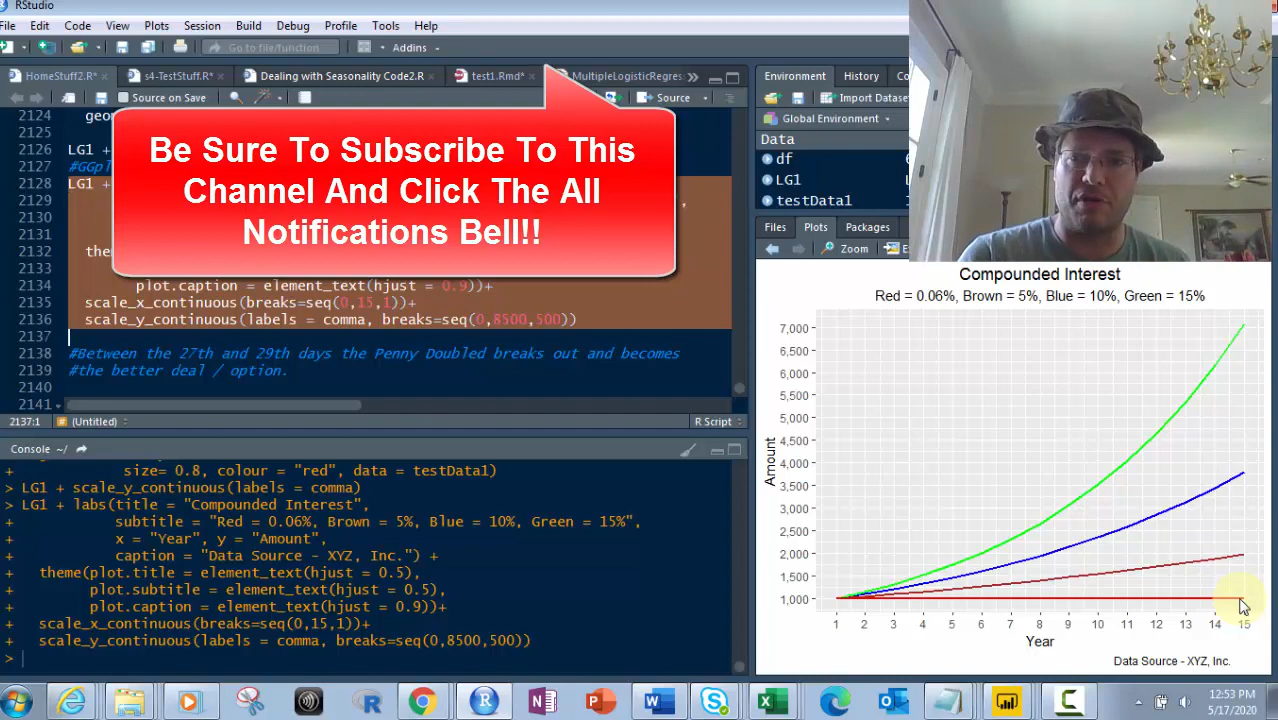 RStudio
File Edit Code View Plots Session Build Debug Profile Tools Help
Go to file/function Addins
HomeStuff2.R* s4-TestStuff.R* Dealing with Seasonality Code2.R test1.Rmd* MultipleLogisticRegres
Source on Save Source
2124 geo
2125
2126 LG1 +
2127 #GGpl
2128 LG1 +
2129 ,
2130
2131
2132 the
2133
2134 plot.caption = element_text(hjust = 0.9))+
2135 scale_x_continuous(breaks=seq(0,15,1))+
2136 scale_y_continuous(labels = comma, breaks=seq(0,8500,500))
2137
2138 #Between the 27th and 29th days the Penny Doubled breaks out and becomes
2139 #the better deal / option.
2140
2141
2137:1 (Untitled) R Script
Be Sure To Subscribe To This
Channel And Click The All
Notifications Bell!!
Console ~/
+ size= 0.8, colour = "red", data = testData1)
> LG1 + scale_y_continuous(labels = comma)
> LG1 + labs(title = "Compounded Interest",
+ subtitle = "Red = 0.06%, Brown = 5%, Blue = 10%, Green = 15%",
+ x = "Year", y = "Amount",
+ caption = "Data Source - XYZ, Inc.") +
+ theme(plot.title = element_text(hjust = 0.5),
+ plot.subtitle = element_text(hjust = 0.5),
+ plot.caption = element_text(hjust = 0.9))+
+ scale_x_continuous(breaks=seq(0,15,1))+
+ scale_y_continuous(labels = comma, breaks=seq(0,8500,500))
>
Environment History Co
Import Datase
Global Environment
Data
df 6
LG1 L
testData1
Files Plots Packages
Zoom E
Compounded Interest
Red = 0.06%, Brown = 5%, Blue = 10%, Green = 15%
7,000
6,500
6,000
5,500
5,000
4,500
4,000
3,500
3,000
2,500
2,000
1,500
1,000
Amount
1 2 3 4 5 6 7 8 9 10 11 12 13 14 15
Year
Data Source - XYZ, Inc.
12:53 PM
5/17/2020